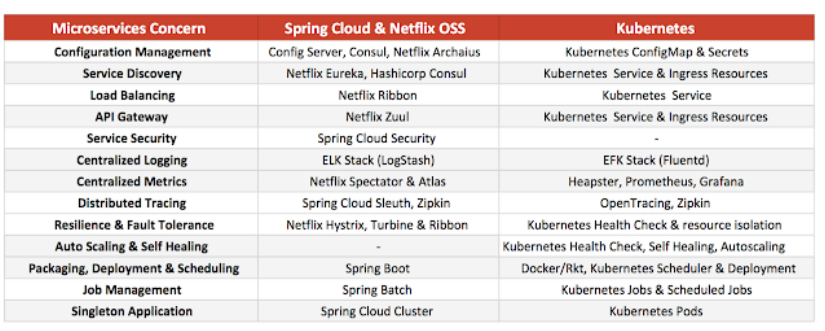 Microservices Concern Spring Cloud & Netflix OSS Kubernetes
Configuration Management Config Server, Consul, Netflix Archaius Kubernetes ConfigMap & Secrets
Service Discovery Netflix Eureka, Hashicorp Consul Kubernetes Service & Ingress Resources
Load Balancing Netflix Ribbon Kubernetes Service
API Gateway Netflix Zuul Kubernetes Service & Ingress Resources
Service Security Spring Cloud Security -
Centralized Logging ELK Stack (LogStash) EFK Stack (Fluentd)
Centralized Metrics Netflix Spectator & Atlas Heapster, Prometheus, Grafana
Distributed Tracing Spring Cloud Sleuth, Zipkin OpenTracing, Zipkin
Resilience & Fault Tolerance Netflix Hystrix, Turbine & Ribbon Kubernetes Health Check & resource isolation
Auto Scaling & Self Healing - Kubernetes Health Check, Self Healing, Autoscaling
Packaging, Deployment & Scheduling Spring Boot Docker/Rkt, Kubernetes Scheduler & Deployment
Job Management Spring Batch Kubernetes Jobs & Scheduled Jobs
Singleton Application Spring Cloud Cluster Kubernetes Pods